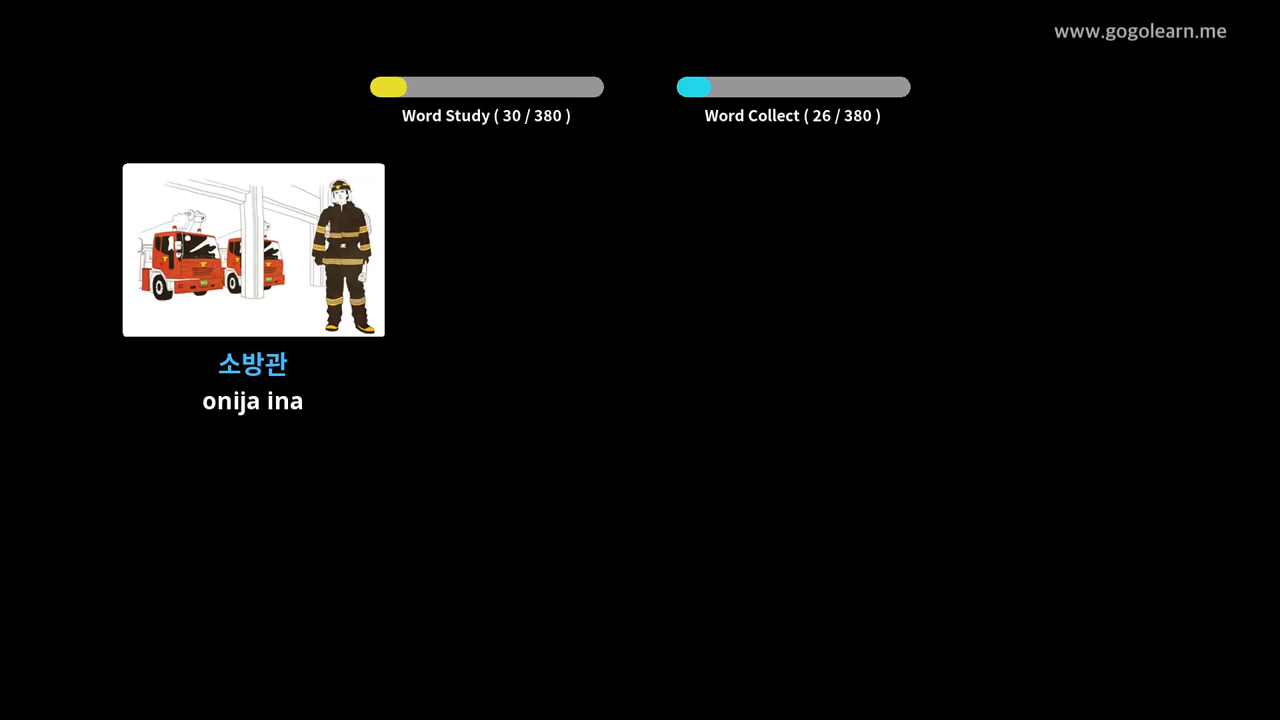 www.gogolearn.me
Word Study ( 30 / 380 )
Word Collect ( 26 / 380 )
소방관
onija ina